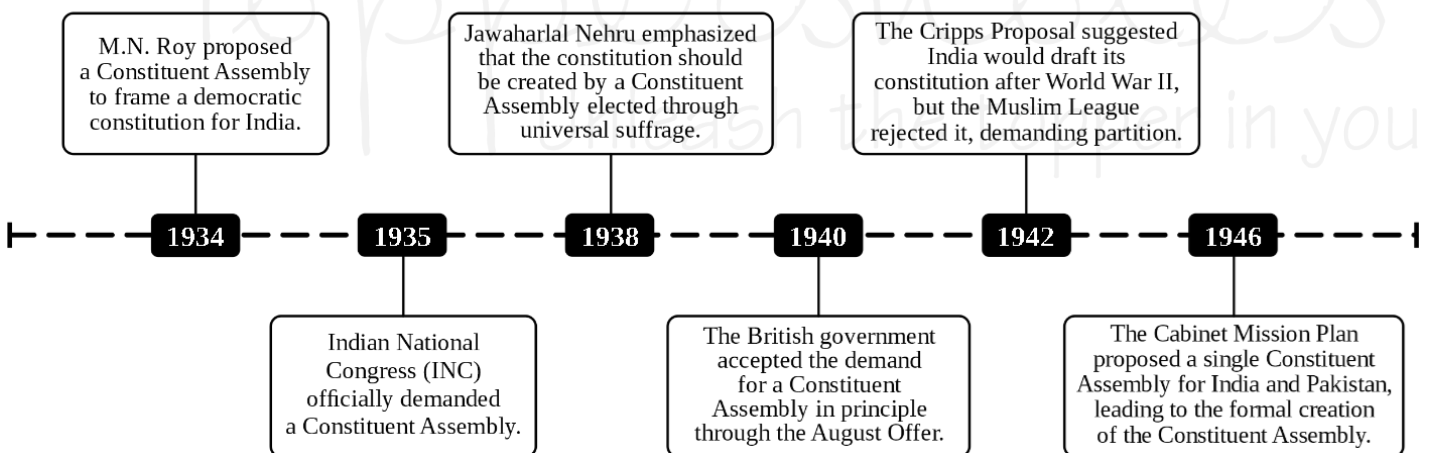 M.N. Roy proposed
a Constituent Assembly
to frame a democratic
constitution for India.
Jawaharlal Nehru emphasized
that the constitution should
be created by a Constituent
Assembly elected through
universal suffrage.
The Cripps Proposal suggested
India would draft its
constitution after World War II,
but the Muslim League
rejected it, demanding partition.
Unleash the topper in you
1934
1935
1938
1940
1942
1946
Indian National
Congress (INC)
officially demanded
a Constituent Assembly.
The British government
accepted the demand
for a Constituent
Assembly in principle
through the August Offer.
The Cabinet Mission Plan
proposed a single Constituent
Assembly for India and Pakistan,
leading to the formal creation
of the Constituent Assembly.